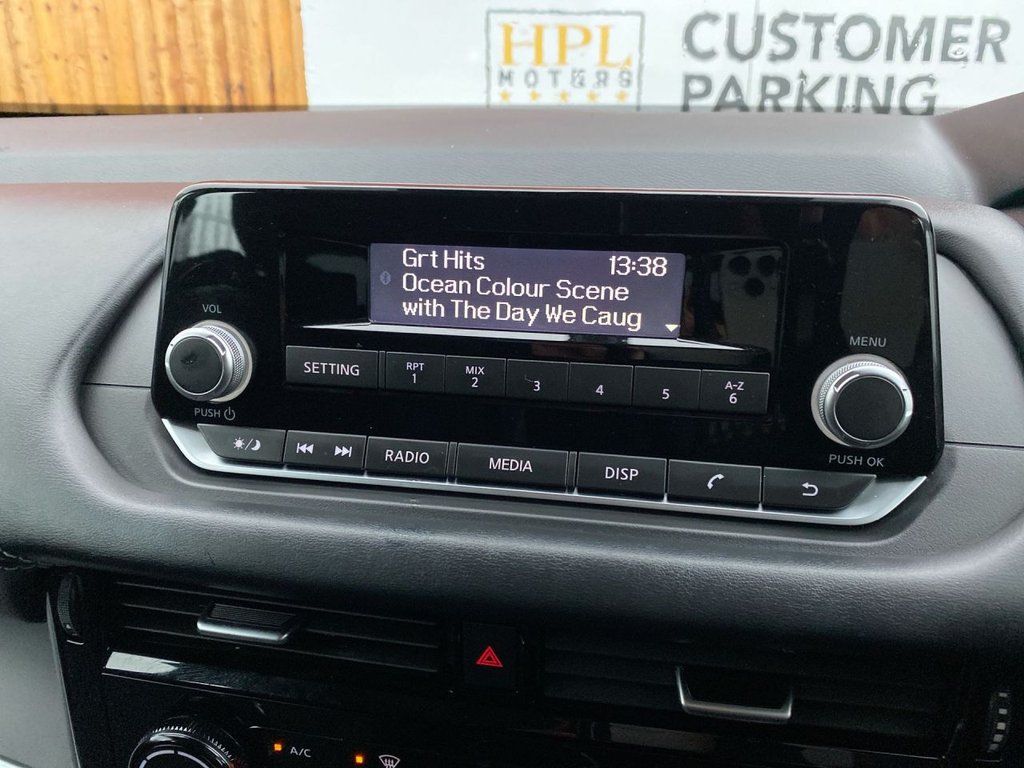 HPL
MOTORS
CUSTOMER
PARKING
Grt Hits 13:38
Ocean Colour Scene
with The Day We Caug
VOL
PUSH
MENU
PUSH OK
SETTING
RPT
1
MIX
2
3
4
5
A-Z
6
RADIO
MEDIA
DISP
A/C